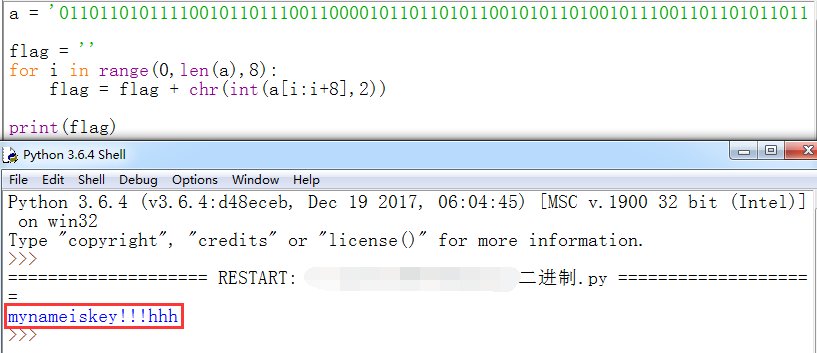 a = '011011010111100101101110011000010110110101100101011010010111001101101011011
flag = ''
for i in range(0,len(a),8):
    flag = flag + chr(int(a[i:i+8],2))
print(flag)
Python 3.6.4 Shell
File Edit Shell Debug Options Window Help
Python 3.6.4 (v3.6.4:d48eceb, Dec 19 2017, 06:04:45) [MSC v.1900 32 bit (Intel)]
 on win32
Type "copyright", "credits" or "license()" for more information.
>>>
==================== RESTART: 二进制.py ===================
=
mynameiskey!!!hhh
>>>